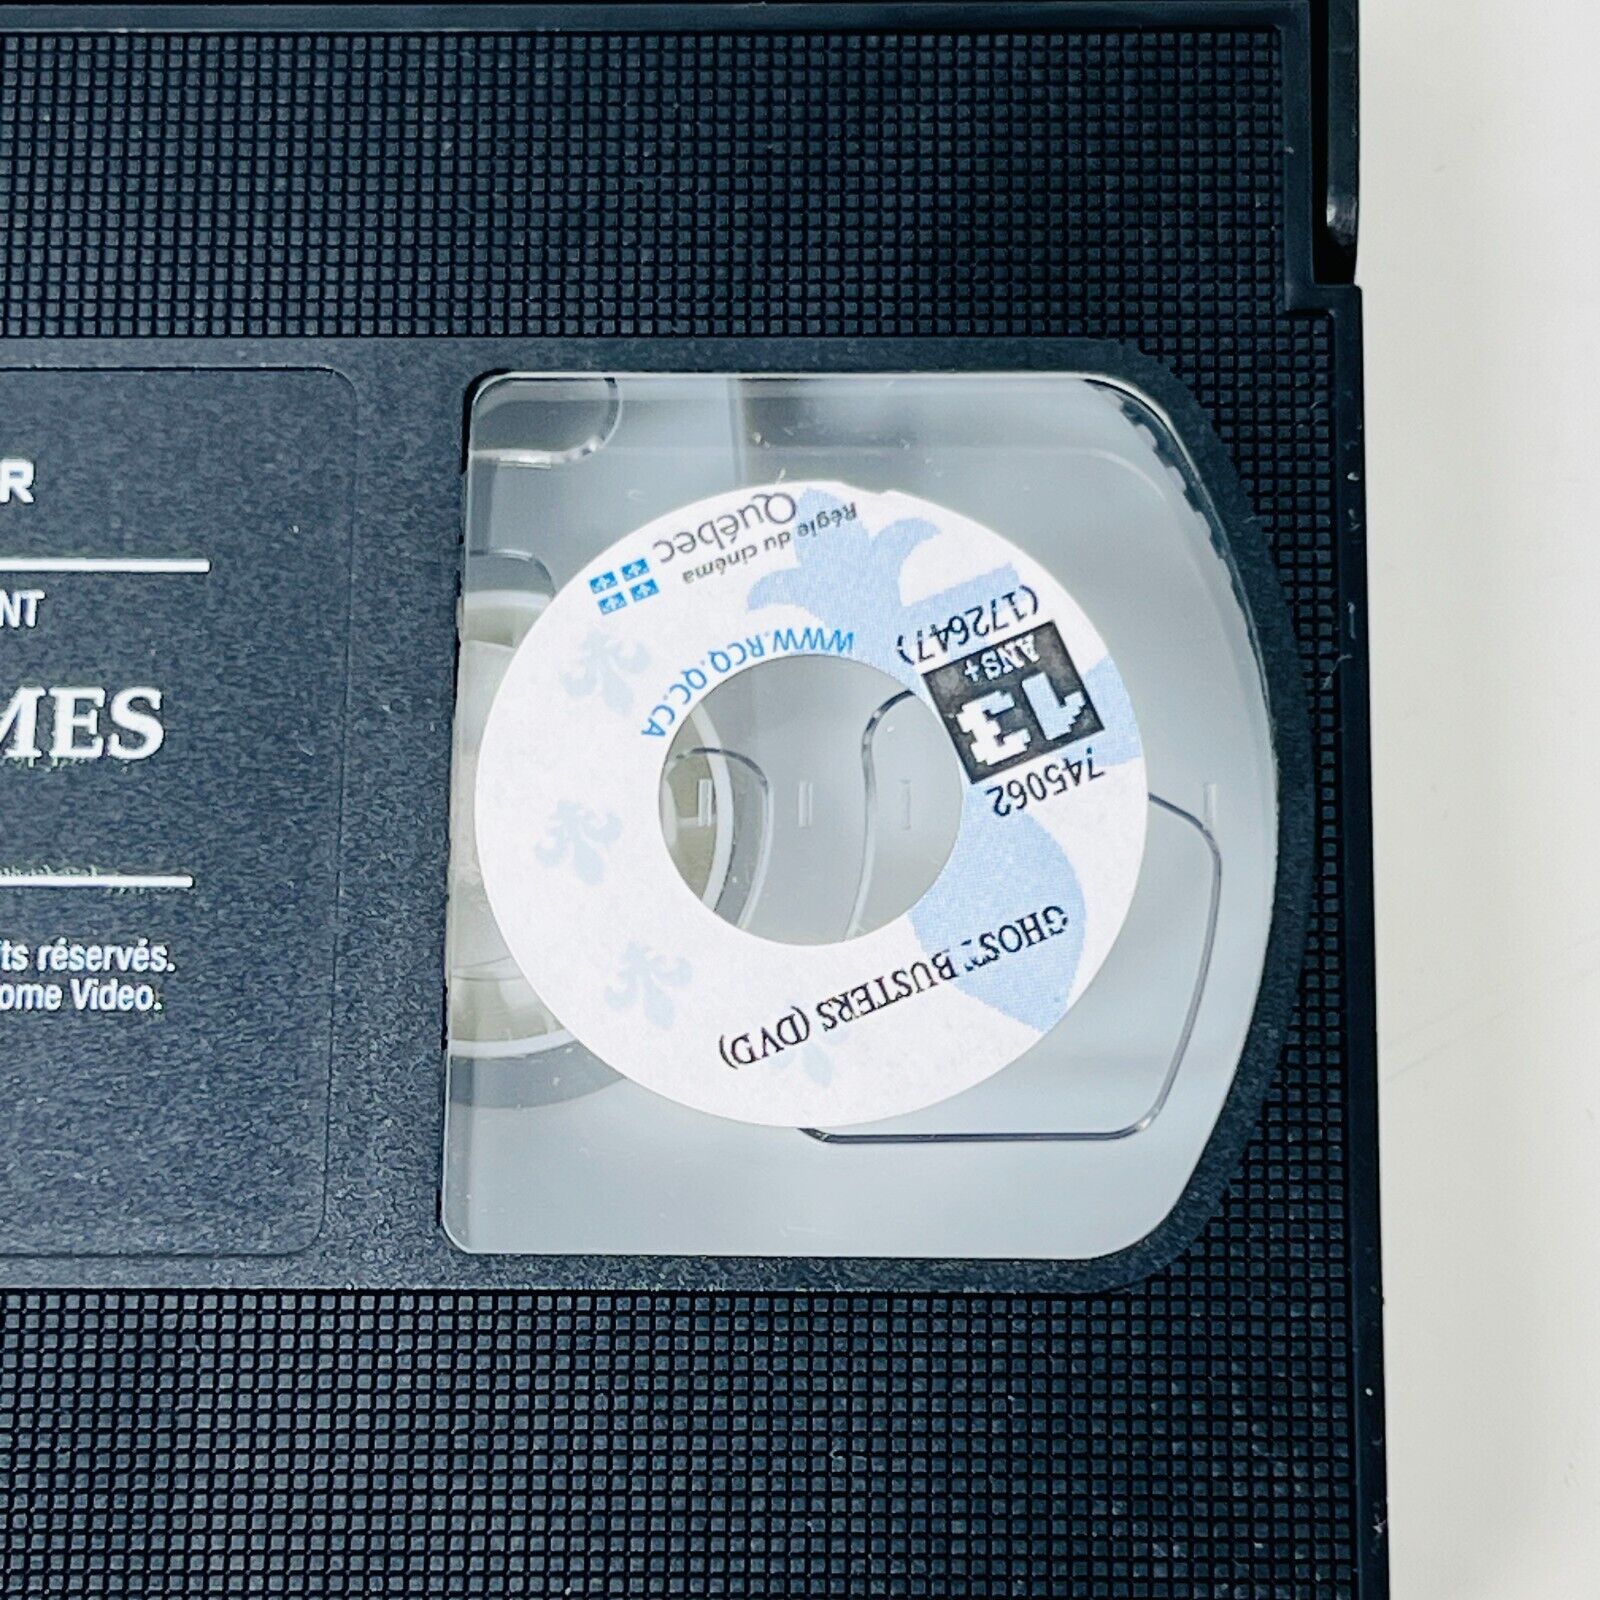 R
NT
MES
ts réservés.
ome Video.
Régie du cinéma
Québec
WWW.RCQ.QC.CA
(172647)
13
ANS+
745062
GHOST BUSTERS (DVD)